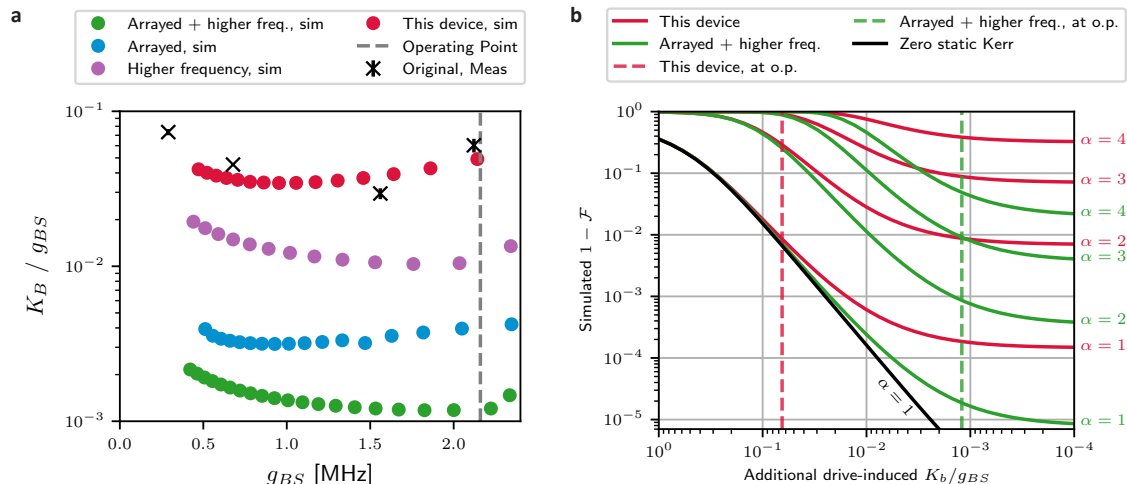 a
Arrayed + higher freq., sim
Arrayed, sim
Higher frequency, sim
This device, sim
Operating Point
Original, Meas
K_B / g_BS
10^−1
10^−2
10^−3
0.0
0.5
1.0
1.5
2.0
g_BS [MHz]
b
This device
Arrayed + higher freq.
This device, at o.p.
Arrayed + higher freq., at o.p.
Zero static Kerr
Simulated 1 − F
10^0
10^−1
10^−2
10^−3
10^−4
10^−5
α = 4
α = 3
α = 4
α = 2
α = 3
α = 2
α = 1
α = 1
α = 1
10^0
10^−1
10^−2
10^−3
10^−4
Additional drive-induced K_b/g_BS